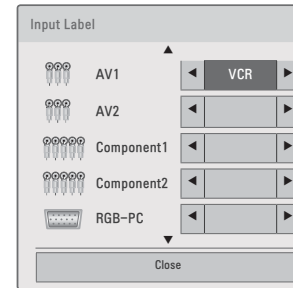 Input Label
AV1 VCR
AV2
Component1
Component2
RGB-PC
Close